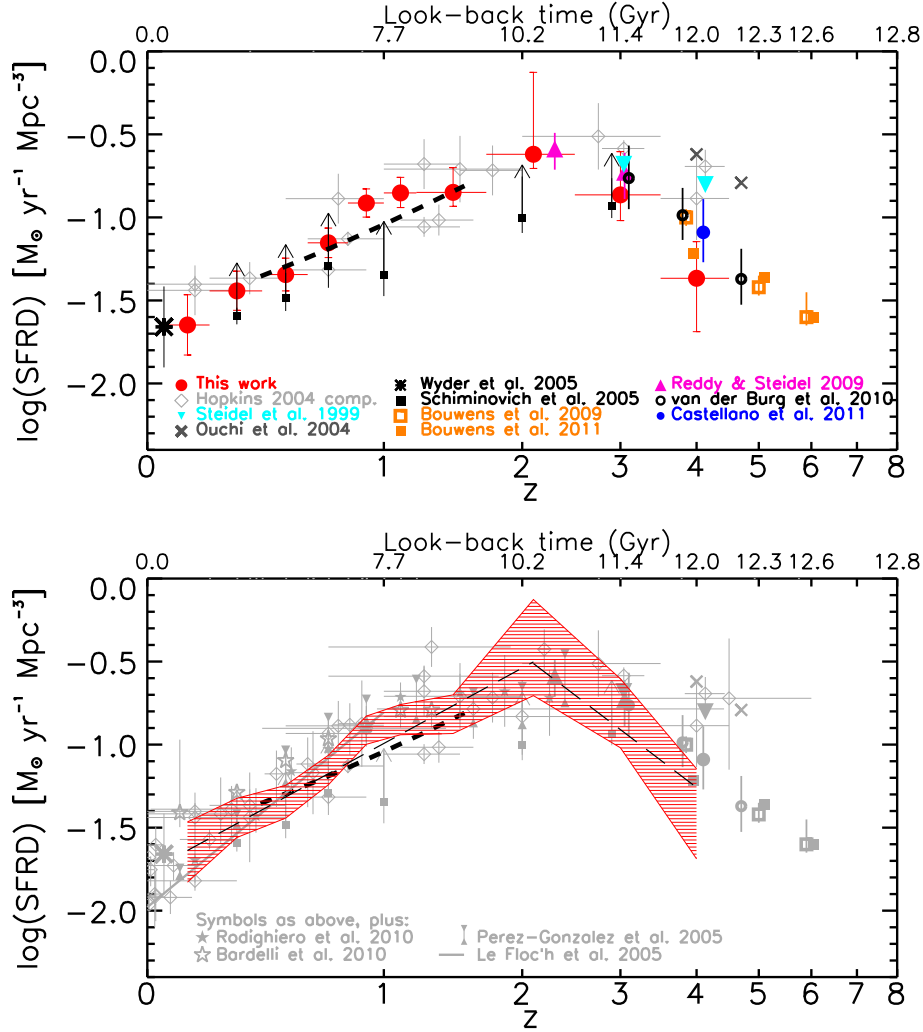 Look-back time (Gyr)
0.0 7.7 10.2 11.4 12.0 12.3 12.6 12.8
log(SFRD) [M⊙ yr⁻¹ Mpc⁻³]
0.0
−0.5
−1.0
−1.5
−2.0
This work
Hopkins 2004 comp.
Steidel et al. 1999
Ouchi et al. 2004
Wyder et al. 2005
Schiminovich et al. 2005
Bouwens et al. 2009
Bouwens et al. 2011
Reddy & Steidel 2009
van der Burg et al. 2010
Castellano et al. 2011
0 1 2 3 4 5 6 7 8
z
Look-back time (Gyr)
0.0 7.7 10.2 11.4 12.0 12.3 12.6 12.8
log(SFRD) [M⊙ yr⁻¹ Mpc⁻³]
0.0
−0.5
−1.0
−1.5
−2.0
Symbols as above, plus:
Rodighiero et al. 2010
Bardelli et al. 2010
Perez−Gonzalez et al. 2005
Le Floc'h et al. 2005
0 1 2 3 4 5 6 7 8
z